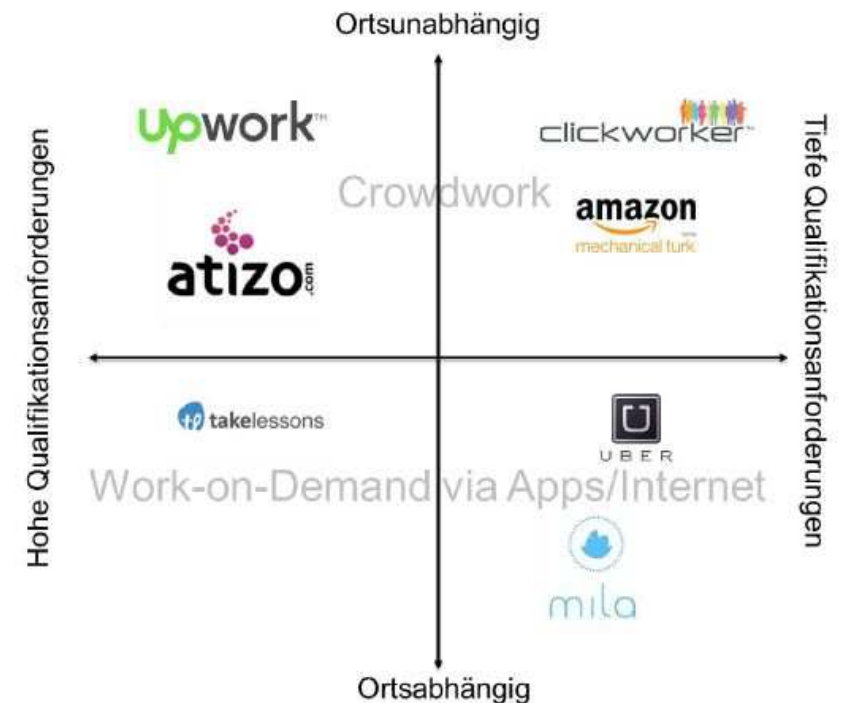 Ortsunabhängig
upwork™
clickworker
Crowdwork
amazon
mechanical turk
atizo.com
Hohe Qualifikationsanforderungen
Tiefe Qualifikationsanforderungen
takelessons
UBER
Work-on-Demand via Apps/Internet
mila
Ortsabhängig